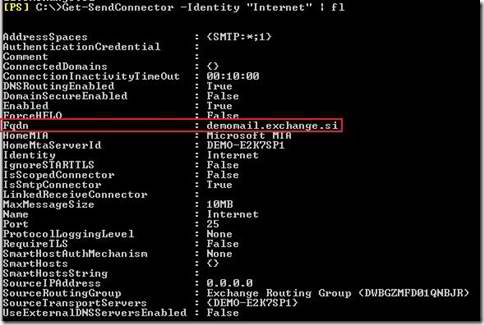 [PS] C:\>Get-SendConnector -Identity "Internet" | fl
AddressSpaces : {SMTP:*;1}
AuthenticationCredential :
Comment :
ConnectedDomains : {}
ConnectionInactivityTimeOut : 00:10:00
DNSRoutingEnabled : True
DomainSecureEnabled : False
Enabled : True
ForceHELO : False
Fqdn : demomail.exchange.si
HomeMTA : Microsoft MTA
HomeMtaServerId : DEMO-E2K7SP1
Identity : Internet
IgnoreSTARTTLS : False
IsScopedConnector : False
IsSmtpConnector : True
LinkedReceiveConnector :
MaxMessageSize : 10MB
Name : Internet
Port : 25
ProtocolLoggingLevel : None
RequireTLS : False
SmartHostAuthMechanism : None
SmartHosts : {}
SmartHostsString :
SourceIPAddress : 0.0.0.0
SourceRoutingGroup : Exchange Routing Group (DWBGZMFD01QNBJR)
SourceTransportServers : {DEMO-E2K7SP1}
UseExternalDNSServersEnabled : False